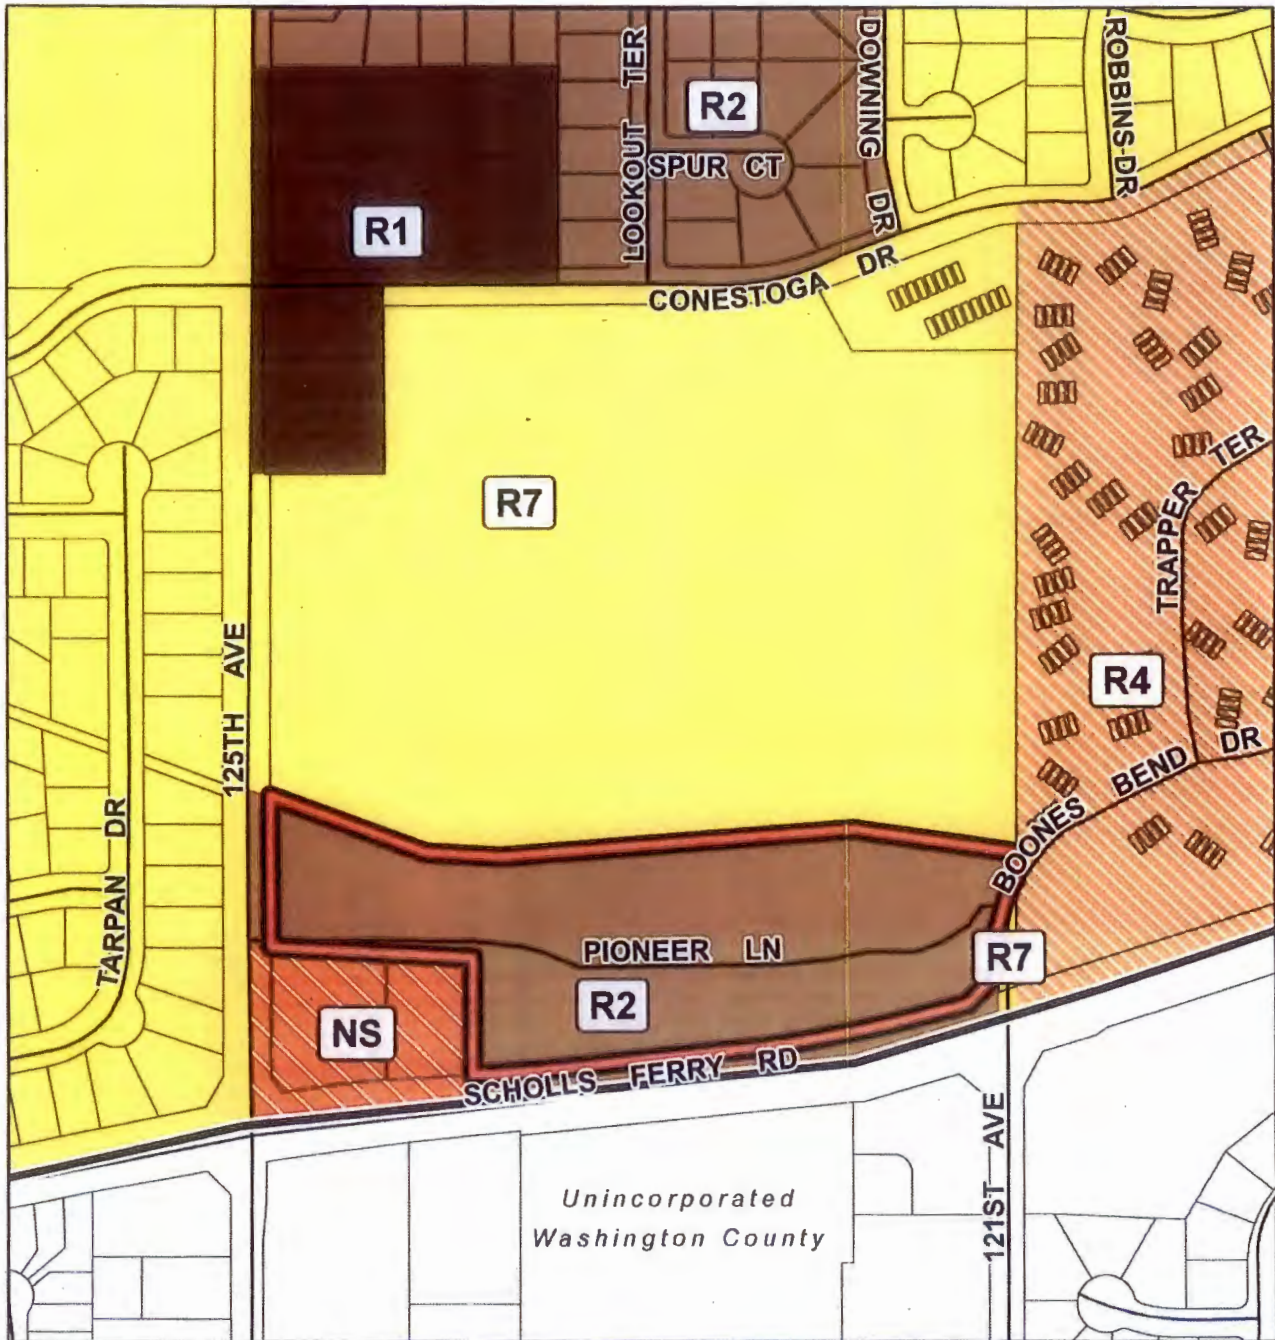 LOOKOUT TER
R2
DOWNING DR
ROBBINS DR
SPUR CT
R1
CONESTOGA DR
R7
TRAPPER TER
125TH AVE
R4
BOONES BEND DR
TARPAN DR
PIONEER LN
R7
R2
NS
SCHOLLS FERRY RD
121ST AVE
Unincorporated
Washington County